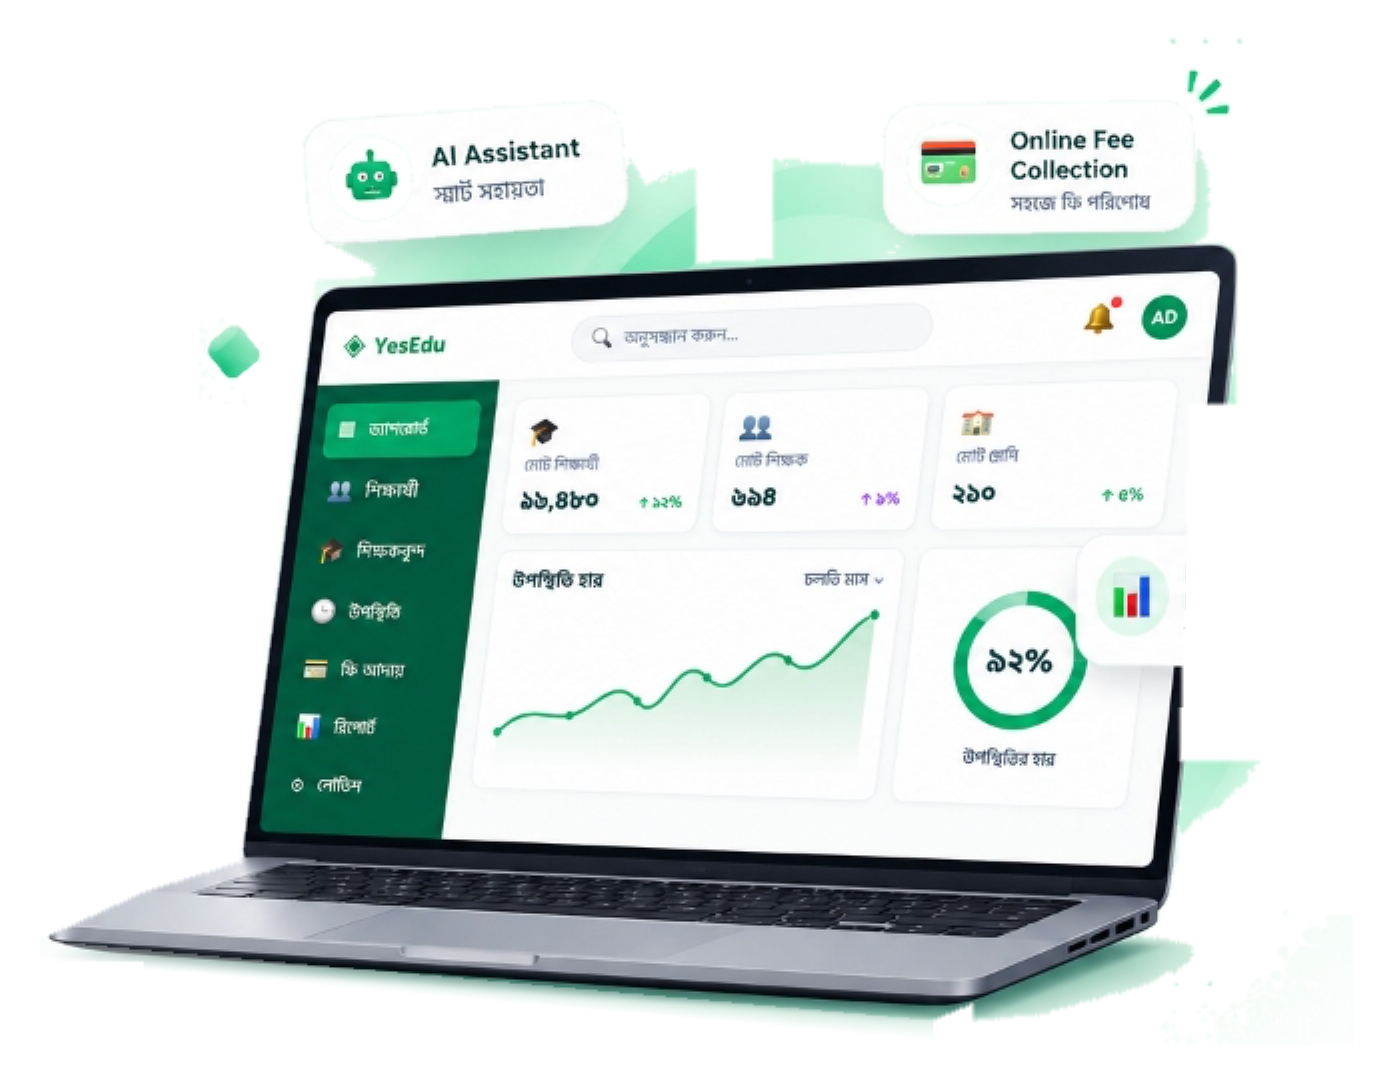 AI Assistant
স্মার্ট সহায়তা
Online Fee
Collection
সহজে ফি পরিশোধ
YesEdu
অনুসন্ধান করুন...
AD
ড্যাশবোর্ড
শিক্ষার্থী
শিক্ষকবৃন্দ
উপস্থিতি
ফি আদায়
রিপোর্ট
নোটিশ
মোট শিক্ষার্থী
১৬,৪৮০
↑ ১২%
মোট শিক্ষক
৬৯৪
↑ ৯%
মোট শ্রেণি
২১০
উপস্থিতি হার
চলতি মাস
৯২%
উপস্থিতির হার